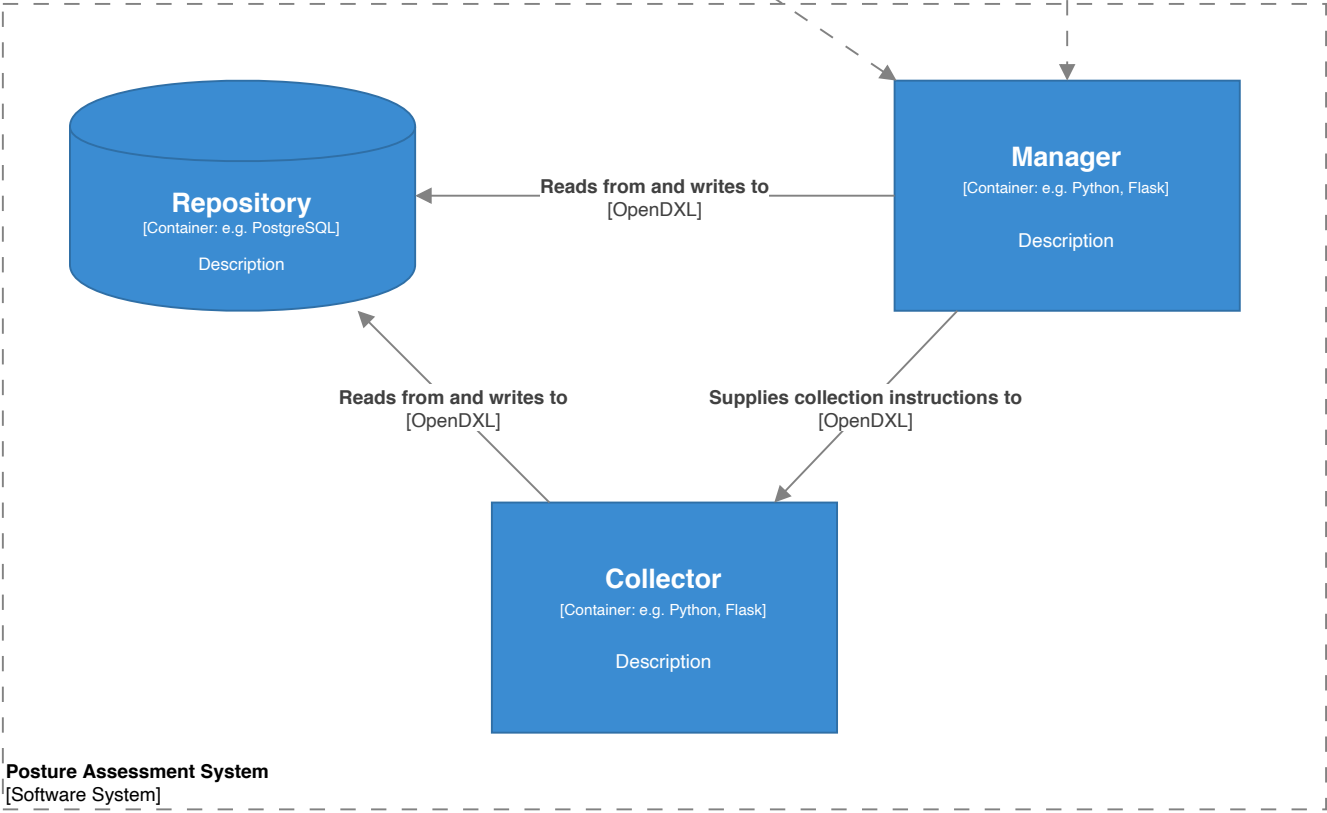 Manager
[Container: e.g. Python, Flask]
Description
Repository
[Container: e.g. PostgreSQL]
Description
Reads from and writes to
[OpenDXL]
Reads from and writes to
[OpenDXL]
Supplies collection instructions to
[OpenDXL]
Collector
[Container: e.g. Python, Flask]
Description
Posture Assessment System
[Software System]